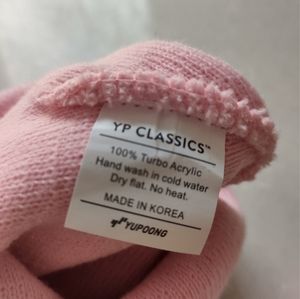 YP CLASSICS™
100% Turbo Acrylic
Hand wash in cold water
Dry flat. No heat.
MADE IN KOREA
YUPOONG